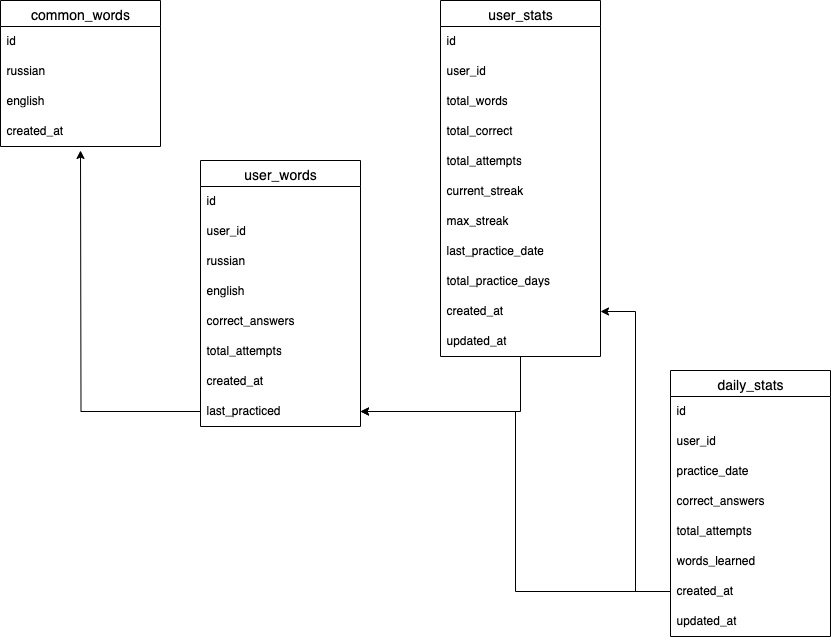 common_words
id
russian
english
created_at
user_words
id
user_id
russian
english
correct_answers
total_attempts
created_at
last_practiced
user_stats
id
user_id
total_words
total_correct
total_attempts
current_streak
max_streak
last_practice_date
total_practice_days
created_at
updated_at
daily_stats
id
user_id
practice_date
correct_answers
total_attempts
words_learned
created_at
updated_at